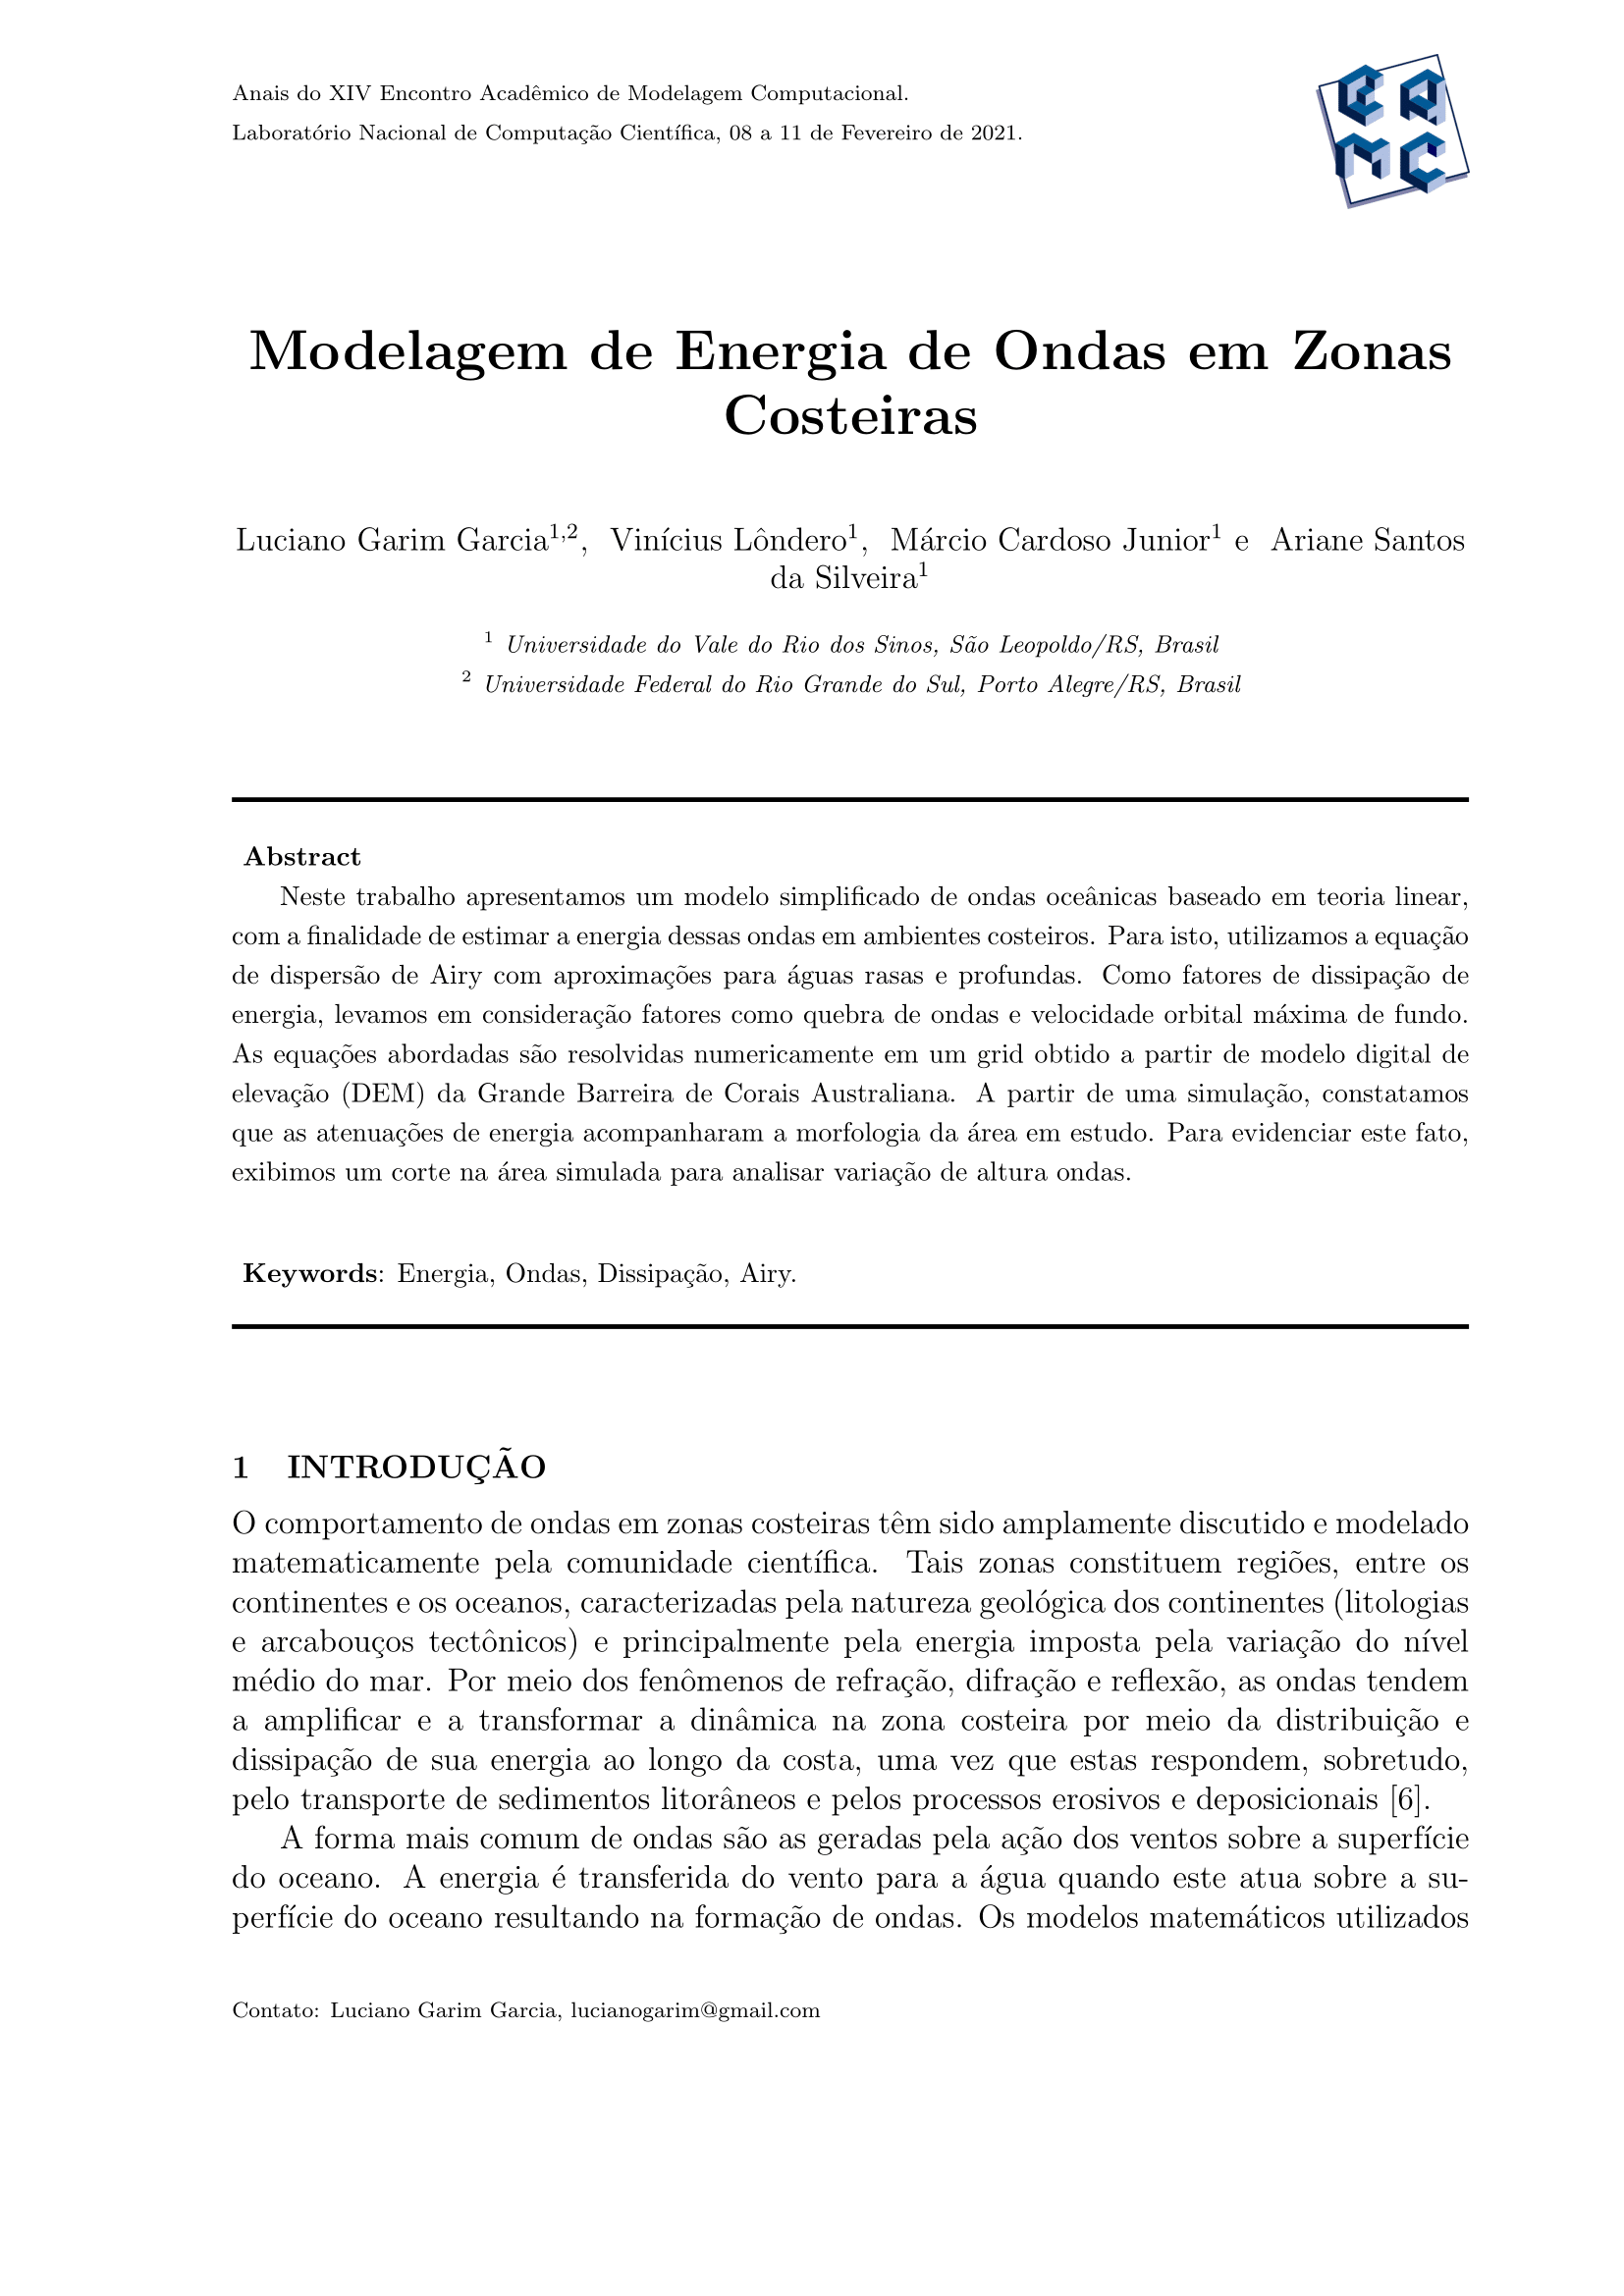 Anais do XIV Encontro Acadêmico de Modelagem Computacional.
Laboratório Nacional de Computação Científica, 08 a 11 de Fevereiro de 2021.
EA
MC
Modelagem de Energia de Ondas em Zonas
Costeiras
Luciano Garim Garcia1,2, Vinícius Lôndero1, Márcio Cardoso Junior1 e Ariane Santos
da Silveira1
1 Universidade do Vale do Rio dos Sinos, São Leopoldo/RS, Brasil
2 Universidade Federal do Rio Grande do Sul, Porto Alegre/RS, Brasil
Abstract
Neste trabalho apresentamos um modelo simplificado de ondas oceânicas baseado em teoria linear,
com a finalidade de estimar a energia dessas ondas em ambientes costeiros. Para isto, utilizamos a equação
de dispersão de Airy com aproximações para águas rasas e profundas. Como fatores de dissipação de
energia, levamos em consideração fatores como quebra de ondas e velocidade orbital máxima de fundo.
As equações abordadas são resolvidas numericamente em um grid obtido a partir de modelo digital de
elevação (DEM) da Grande Barreira de Corais Australiana. A partir de uma simulação, constatamos
que as atenuações de energia acompanharam a morfologia da área em estudo. Para evidenciar este fato,
exibimos um corte na área simulada para analisar variação de altura ondas.
Keywords: Energia, Ondas, Dissipação, Airy.
1 INTRODUÇÃO
O comportamento de ondas em zonas costeiras têm sido amplamente discutido e modelado
matematicamente pela comunidade científica. Tais zonas constituem regiões, entre os
continentes e os oceanos, caracterizadas pela natureza geológica dos continentes (litologias
e arcabouços tectônicos) e principalmente pela energia imposta pela variação do nível
médio do mar. Por meio dos fenômenos de refração, difração e reflexão, as ondas tendem
a amplificar e a transformar a dinâmica na zona costeira por meio da distribuição e
dissipação de sua energia ao longo da costa, uma vez que estas respondem, sobretudo,
pelo transporte de sedimentos litorâneos e pelos processos erosivos e deposicionais [6].
A forma mais comum de ondas são as geradas pela ação dos ventos sobre a superfície
do oceano. A energia é transferida do vento para a água quando este atua sobre a su-
perfície do oceano resultando na formação de ondas. Os modelos matemáticos utilizados
Contato: Luciano Garim Garcia, lucianogarim@gmail.com